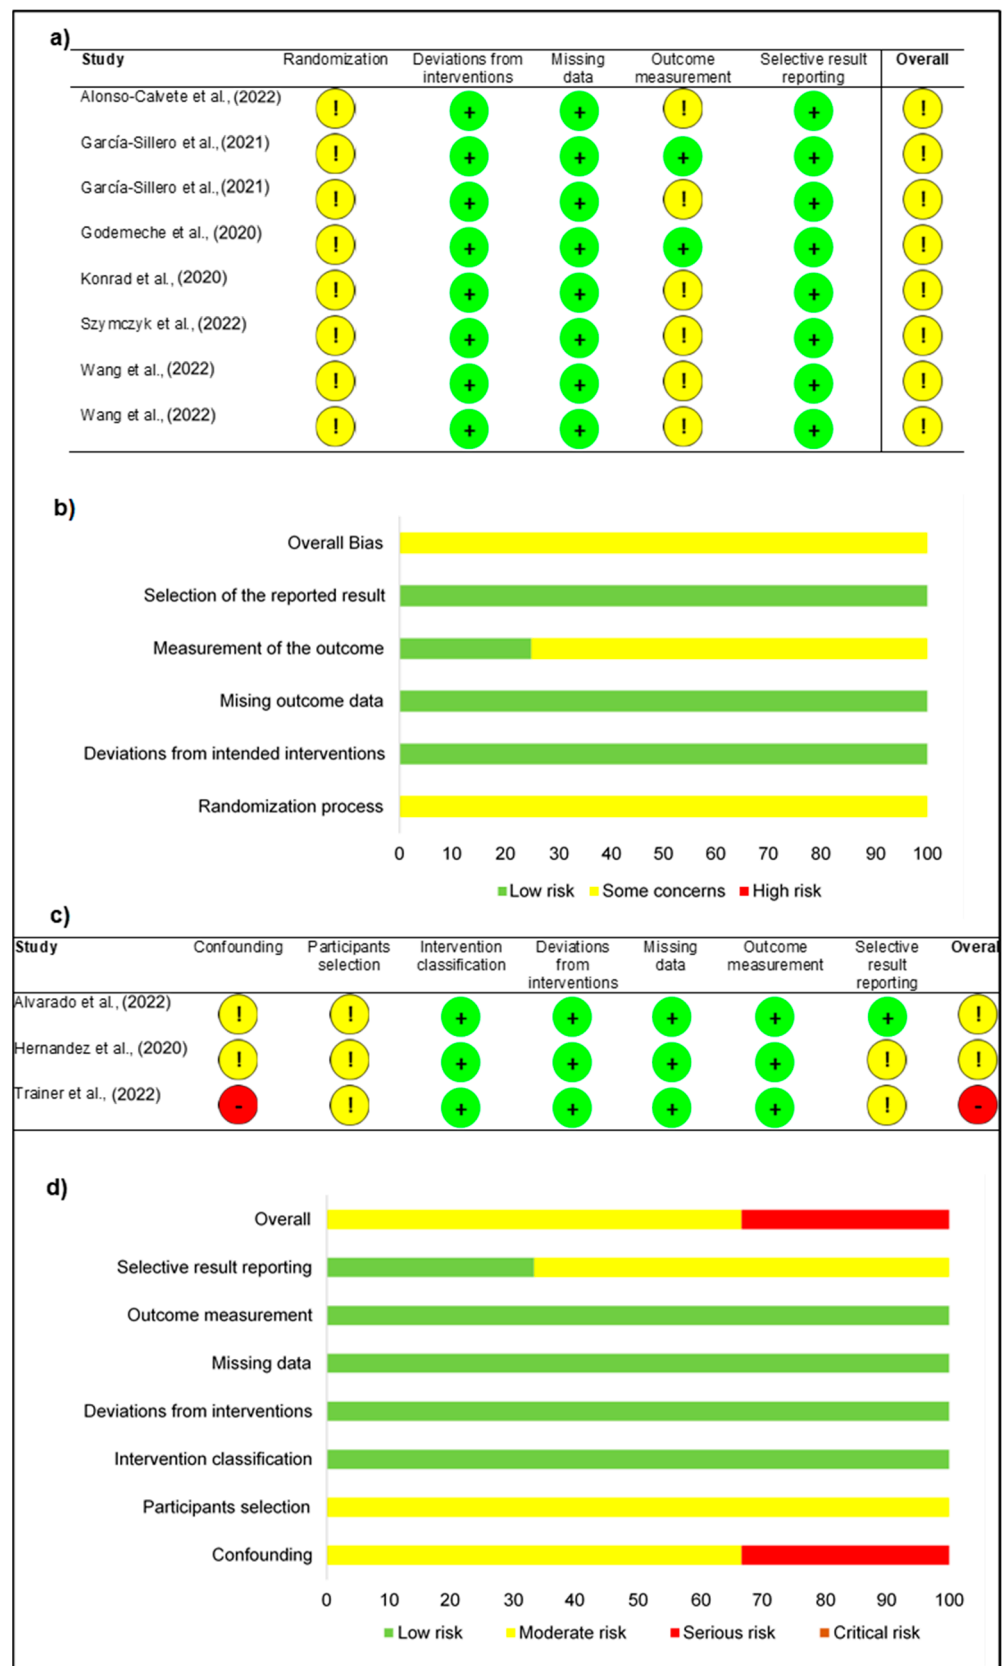 a)
Study Randomization Deviations from interventions Missing data Outcome measurement Selective result reporting Overall
Alonso-Calvete et al., (2022) ! + + ! + !
García-Sillero et al., (2021) ! + + + + !
García-Sillero et al., (2021) ! + + ! + !
Godemeche et al., (2020) ! + + + + !
Konrad et al., (2020) ! + + ! + !
Szymczyk et al., (2022) ! + + ! + !
Wang et al., (2022) ! + + ! + !
Wang et al., (2022) ! + + ! + !
b)
Overall Bias
Selection of the reported result
Measurement of the outcome
Mising outcome data
Deviations from intended interventions
Randomization process
0 10 20 30 40 50 60 70 80 90 100
Low risk Some concerns High risk
c)
Study Confounding Participants selection Intervention classification Deviations from interventions Missing data Outcome measurement Selective result reporting Overal
Alvarado et al., (2022) ! ! + + + + + !
Hernandez et al., (2020) ! ! + + + + ! !
Trainer et al., (2022) - ! + + + + ! -
d)
Overall
Selective result reporting
Outcome measurement
Missing data
Deviations from interventions
Intervention classification
Participants selection
Confounding
0 10 20 30 40 50 60 70 80 90 100
Low risk Moderate risk Serious risk Critical risk